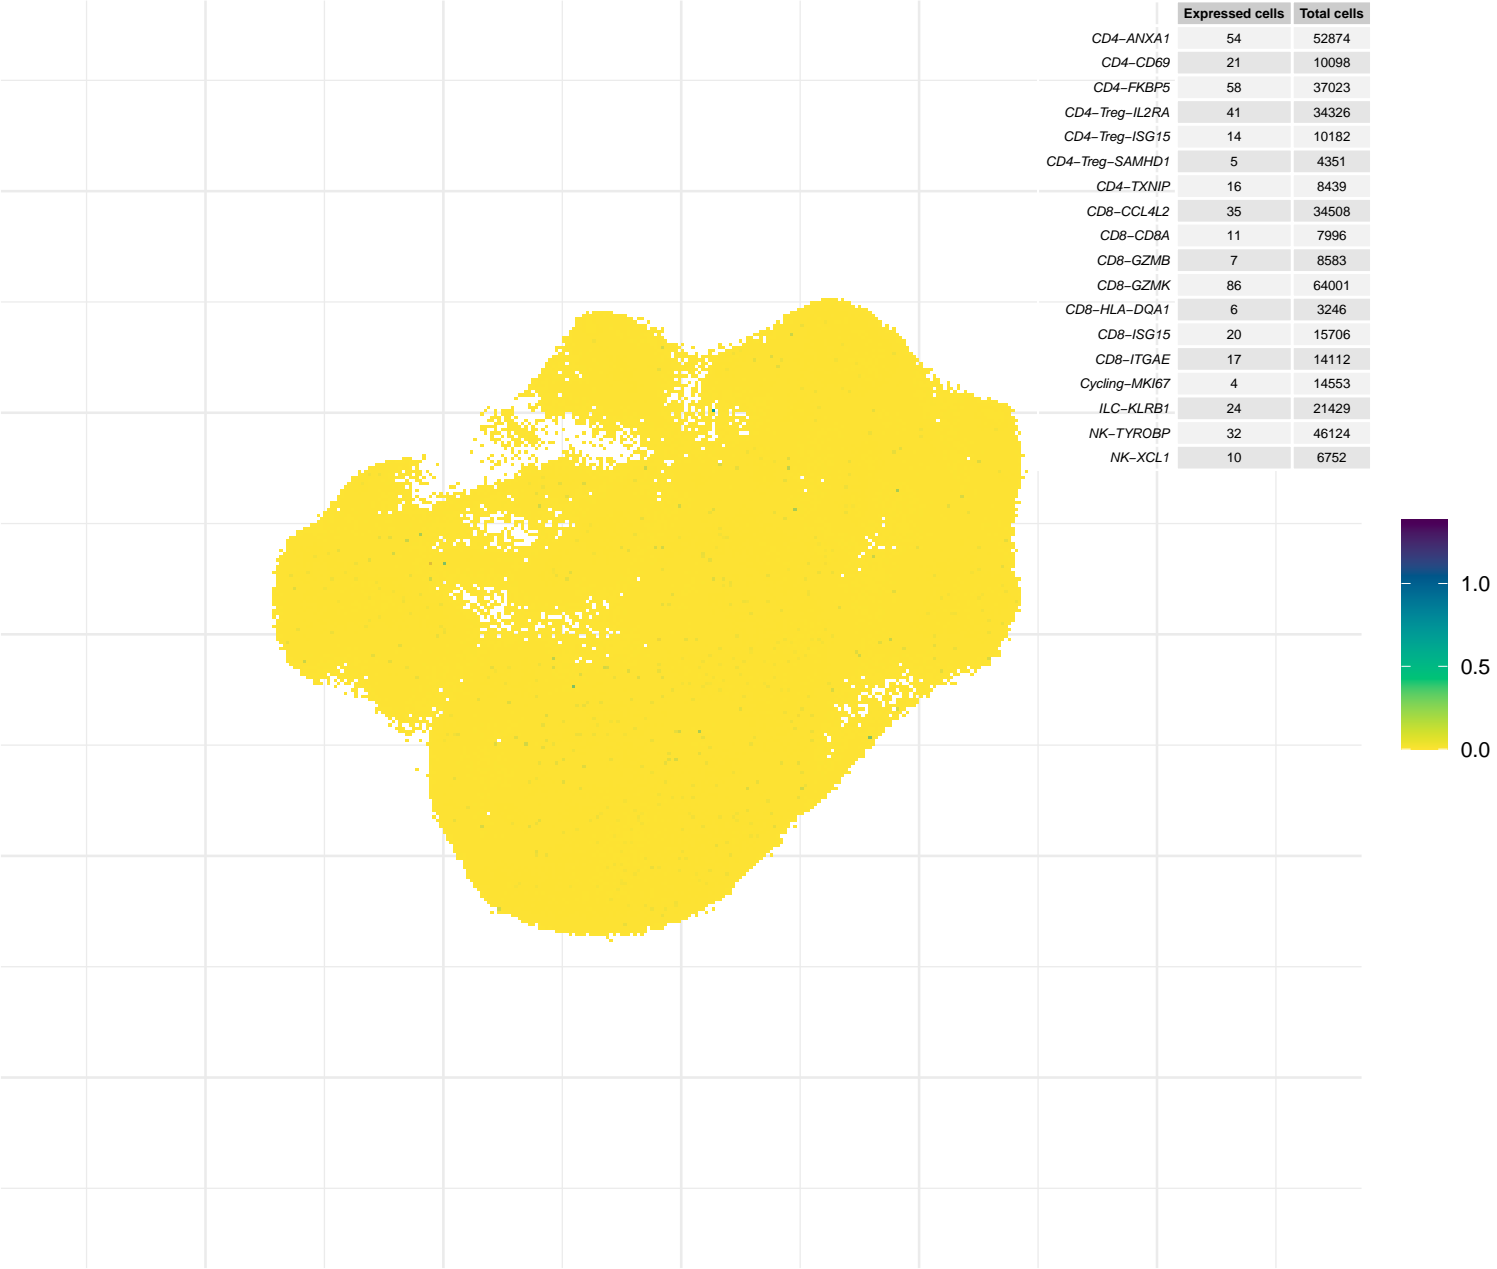 Expressed cells Total cells
CD4−ANXA1 54 52874
CD4−CD69 21 10098
CD4−FKBP5 58 37023
CD4−Treg−IL2RA 41 34326
CD4−Treg−ISG15 14 10182
CD4−Treg−SAMHD1 5 4351
CD4−TXNIP 16 8439
CD8−CCL4L2 35 34508
CD8−CD8A 11 7996
CD8−GZMB 7 8583
CD8−GZMK 86 64001
CD8−HLA−DQA1 6 3246
CD8−ISG15 20 15706
CD8−ITGAE 17 14112
Cycling−MKI67 4 14553
ILC−KLRB1 24 21429
NK−TYROBP 32 46124
NK−XCL1 10 6752
1.0
0.5
0.0